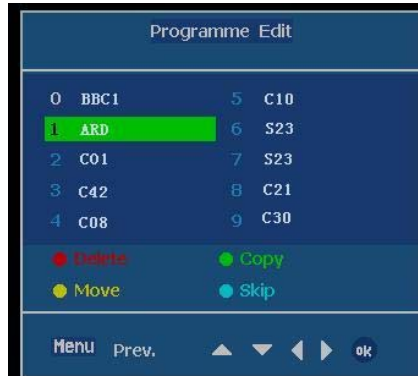 Programme Edit
0 BBC1 5 C10
1 ARD 6 S23
2 C01 7 S23
3 C42 8 C21
4 C08 9 C30
Delete Copy
Move Skip
Menu Prev. ok